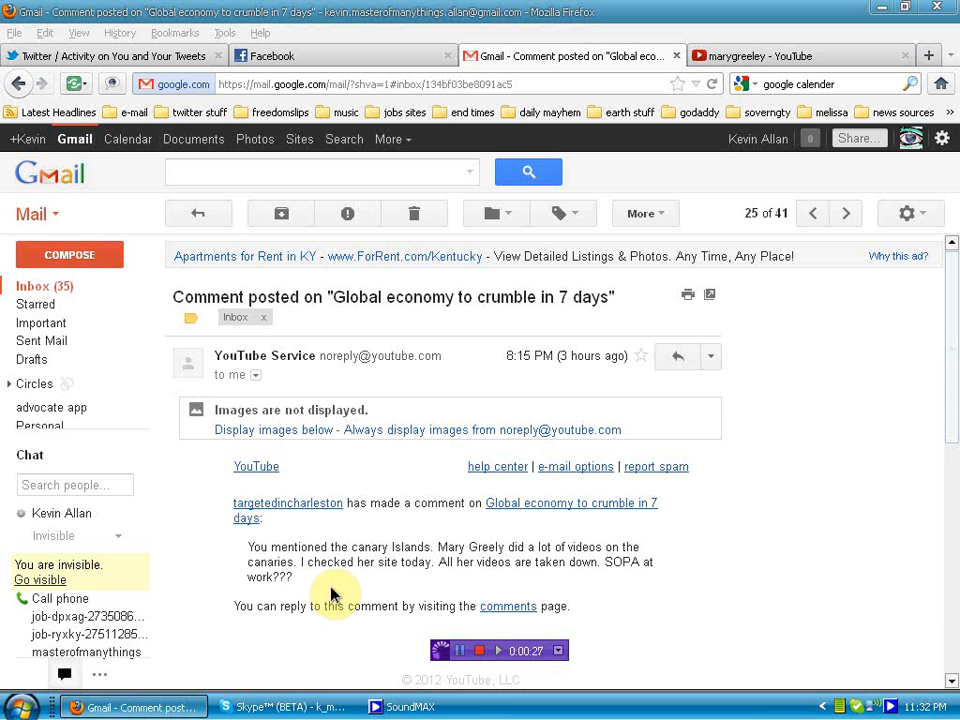 Gmail - Comment posted on "Global economy to crumble in 7 days" - kevin.masterofmanythings.allan@gmail.com - Mozilla Firefox
File Edit View History Bookmarks Tools Help
Twitter / Activity on You and Your Tweets × Facebook × Gmail - Comment posted on "Global eco... × marygreeley - YouTube × +
google.com https://mail.google.com/mail/?shva=1#inbox/134bf03be8091ac5 google calender
Latest Headlines e-mail twitter stuff freedomslips music jobs sites end times daily mayhem earth stuff godaddy soverengty melissa news sources »
+Kevin Gmail Calendar Documents Photos Sites Search More Kevin Allan 0 Share...
Gmail
Mail More 25 of 41
COMPOSE
Apartments for Rent in KY - www.ForRent.com/Kentucky - View Detailed Listings & Photos. Any Time, Any Place! Why this ad?
Inbox (35)
Starred
Important
Sent Mail
Drafts
Circles
advocate app
Personal
Chat
Search people...
Kevin Allan
Invisible
You are invisible.
Go visible
Call phone
job-dpxag-2735086...
job-ryxky-27511285...
masterofmanythings
Comment posted on "Global economy to crumble in 7 days"
Inbox x
YouTube Service noreply@youtube.com 8:15 PM (3 hours ago)
to me
Images are not displayed.
Display images below - Always display images from noreply@youtube.com
YouTube help center | e-mail options | report spam
targetedincharleston has made a comment on Global economy to crumble in 7
days:
You mentioned the canary Islands. Mary Greely did a lot of videos on the
canaries. I checked her site today. All her videos are taken down. SOPA at
work???
You can reply to this comment by visiting the comments page.
0:00:27
© 2012 YouTube, LLC
Gmail - Comment post... Skype™ (BETA) - k_m... SoundMAX 11:32 PM